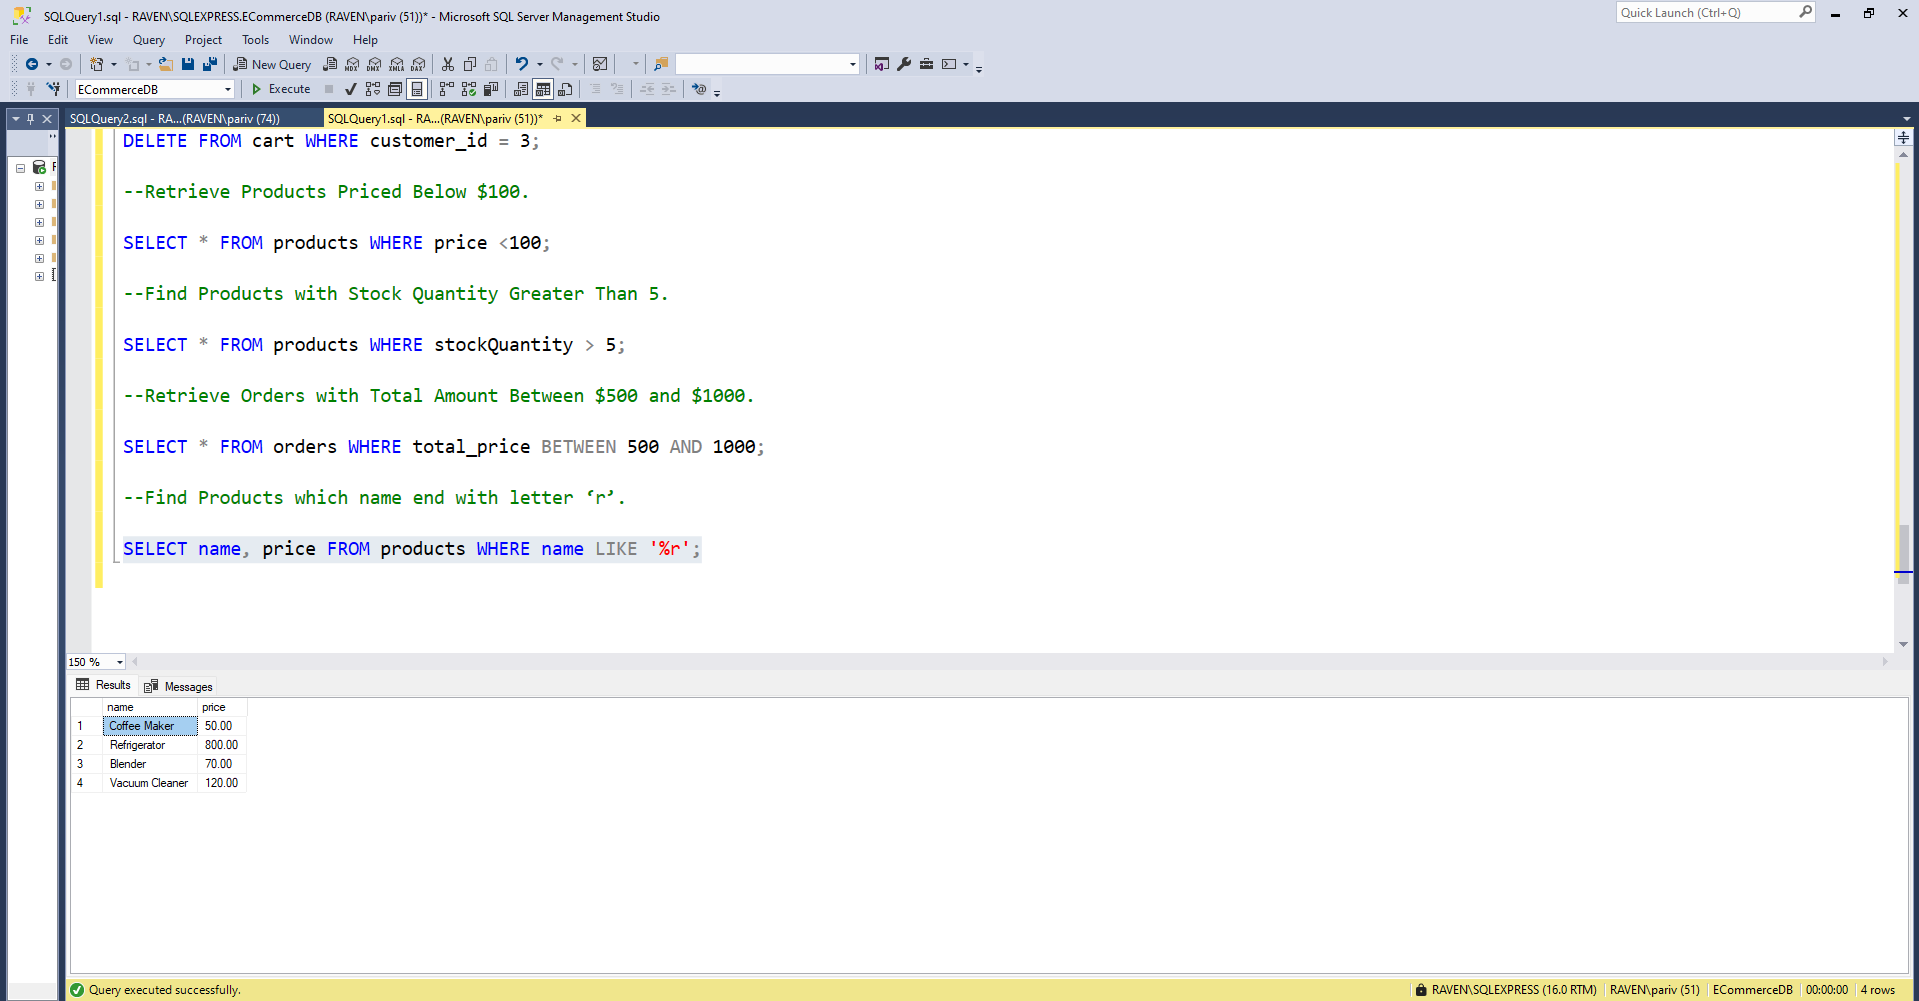 SQLQuery1.sql - RAVEN\SQLEXPRESS.ECommerceDB (RAVEN\pariv (51))* - Microsoft SQL Server Management Studio
Quick Launch (Ctrl+Q)
File Edit View Query Project Tools Window Help
New Query MDX DMX XMLA DAX
ECommerceDB Execute
SQLQuery2.sql - RA...(RAVEN\pariv (74))
SQLQuery1.sql - RA...(RAVEN\pariv (51))*
DELETE FROM cart WHERE customer_id = 3;
--Retrieve Products Priced Below $100.
SELECT * FROM products WHERE price <100;
--Find Products with Stock Quantity Greater Than 5.
SELECT * FROM products WHERE stockQuantity > 5;
--Retrieve Orders with Total Amount Between $500 and $1000.
SELECT * FROM orders WHERE total_price BETWEEN 500 AND 1000;
--Find Products which name end with letter ‘r’.
SELECT name, price FROM products WHERE name LIKE '%r';
150 %
Results Messages
name price
1 Coffee Maker 50.00
2 Refrigerator 800.00
3 Blender 70.00
4 Vacuum Cleaner 120.00
Query executed successfully.
RAVEN\SQLEXPRESS (16.0 RTM) RAVEN\pariv (51) ECommerceDB 00:00:00 4 rows